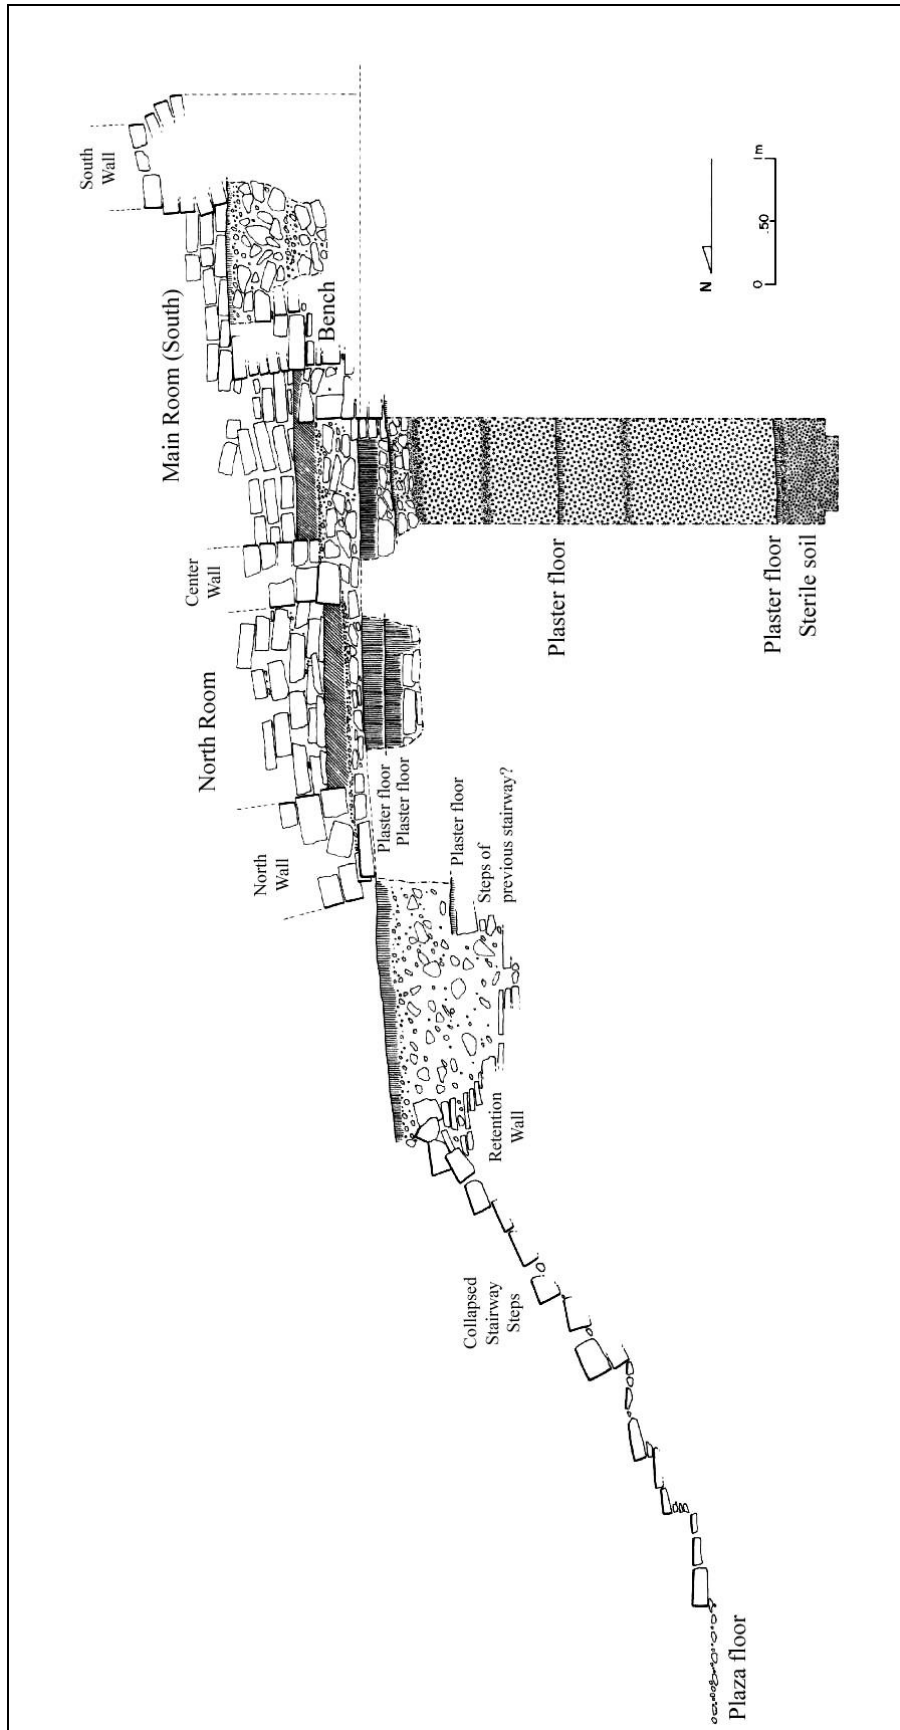 South
Wall
Main Room (South)
Bench
Center
Wall
North Room
North
Wall
Plaster floor
Plaster floor
Plaster floor
Steps of
previous stairway?
Retention
Wall
Collapsed
Stairway
Steps
Plaza floor
Plaster floor
Plaster floor
Sterile soil
N
0
.50
1m